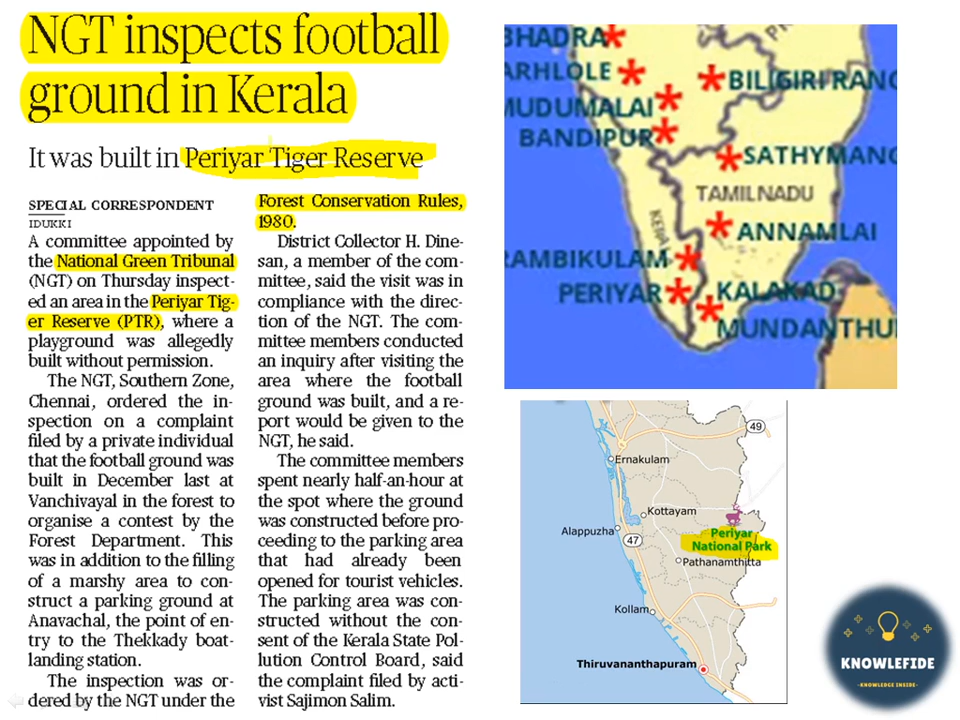 NGT inspects football
ground in Kerala
It was built in Periyar Tiger Reserve
SPECIAL CORRESPONDENT
IDUKKI
A committee appointed by
the National Green Tribunal
(NGT) on Thursday inspect-
ed an area in the Periyar Tig-
er Reserve (PTR), where a
playground was allegedly
built without permission.
The NGT, Southern Zone,
Chennai, ordered the in-
spection on a complaint
filed by a private individual
that the football ground was
built in December last at
Vanchivayal in the forest to
organise a contest by the
Forest Department. This
was in addition to the filling
of a marshy area to con-
struct a parking ground at
Anavachal, the point of en-
try to the Thekkady boat-
landing station.
The inspection was or-
dered by the NGT under the
Forest Conservation Rules,
1980.
District Collector H. Dine-
san, a member of the com-
mittee, said the visit was in
compliance with the direc-
tion of the NGT. The com-
mittee members conducted
an inquiry after visiting the
area where the football
ground was built, and a re-
port would be given to the
NGT, he said.
The committee members
spent nearly half-an-hour at
the spot where the ground
was constructed before pro-
ceeding to the parking area
that had already been
opened for tourist vehicles.
The parking area was con-
structed without the con-
sent of the Kerala State Pol-
lution Control Board, said
the complaint filed by acti-
vist Sajimon Salim.
BHADRA
ARHLOLE
BILIGIRI RANG
MUDUMALAI
BANDIPUR
SATHYMANG
TAMILNADU
ANNAMLAI
RAMBIKULAM
PERIYAR
KALAKAD
MUNDANTHU
49
Ernakulam
Kottayam
Alappuzha
47
Periyar
National Park
Pathanamthitta
Kollam
Thiruvananthapuram
KNOWLEFIDE
-KNOWLEDGE INSIDE-